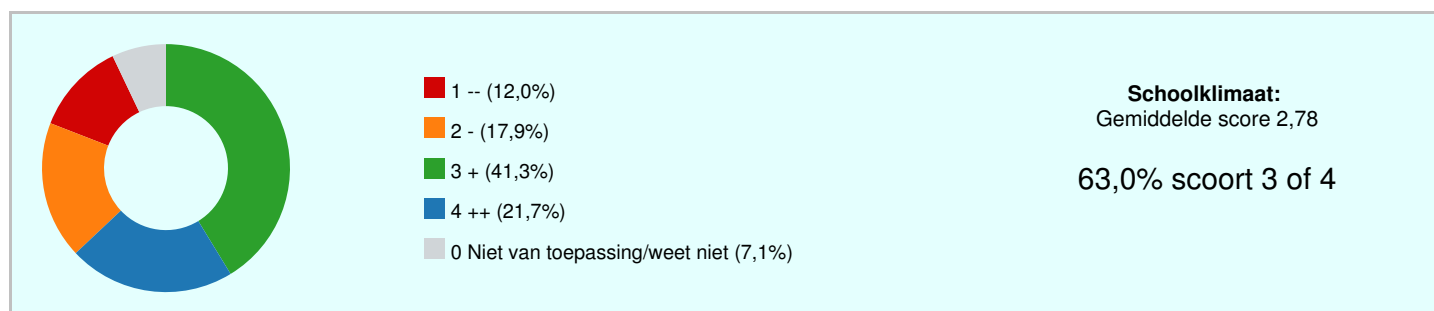 1 -- (12,0%)
2 - (17,9%)
3 + (41,3%)
4 ++ (21,7%)
0 Niet van toepassing/weet niet (7,1%)
Schoolklimaat:
Gemiddelde score 2,78
63,0% scoort 3 of 4